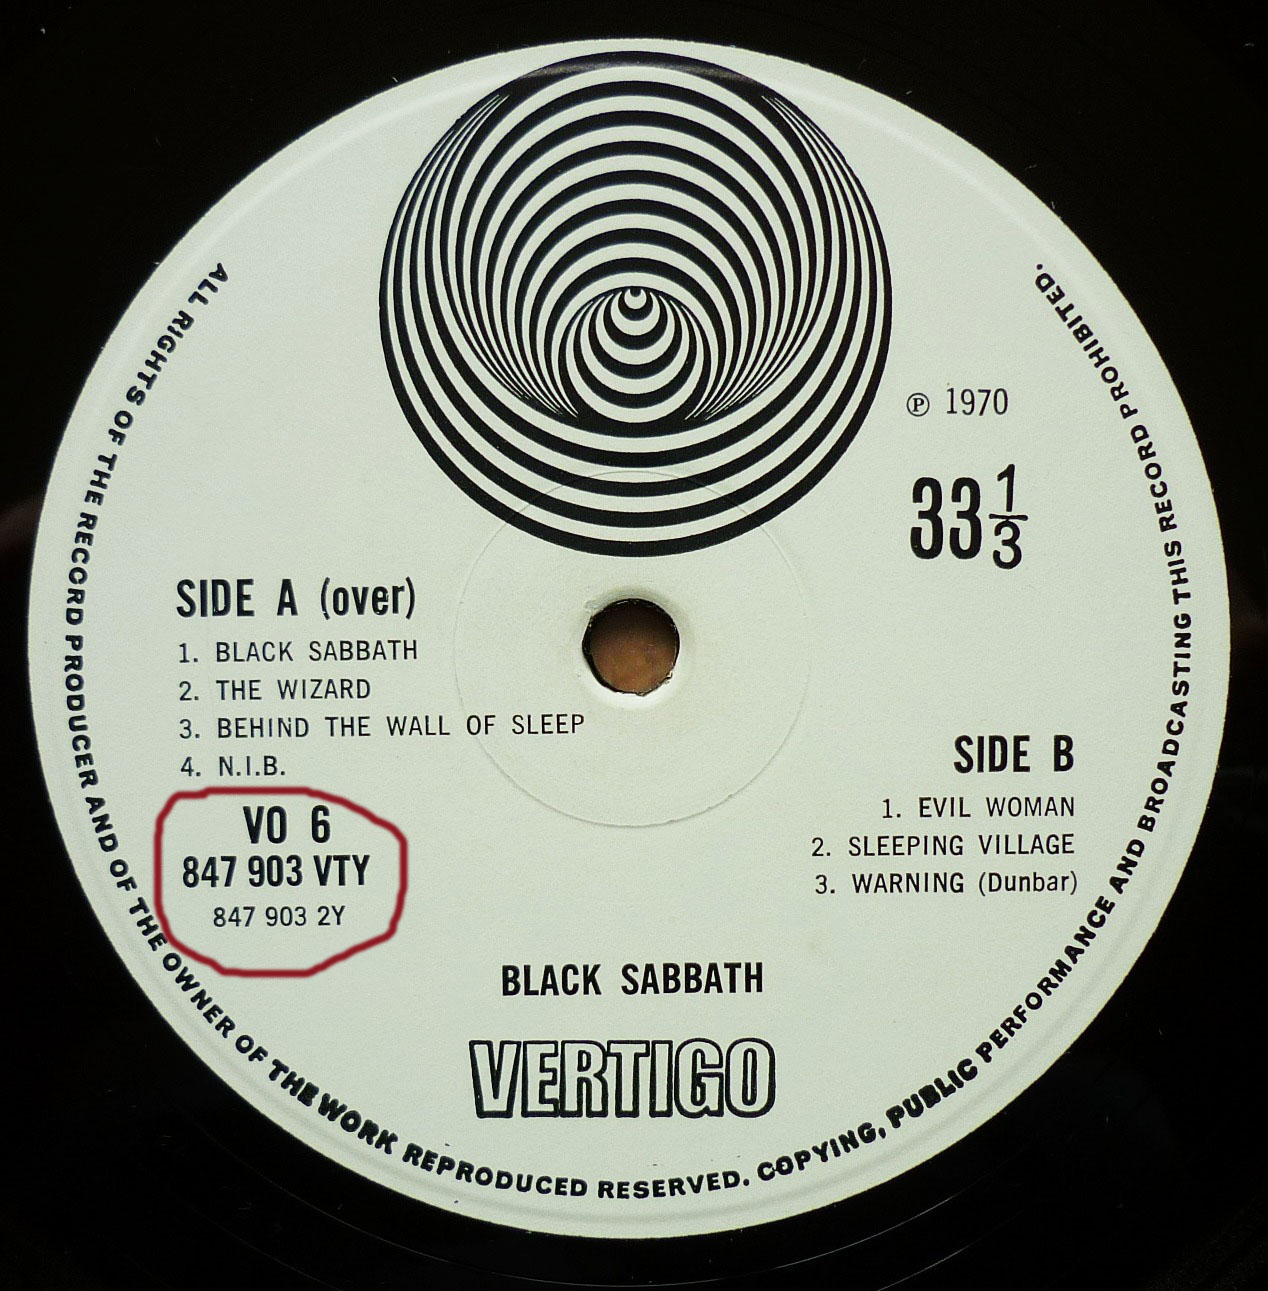 ℗ 1970
33 1/3
SIDE A (over)
1. BLACK SABBATH
2. THE WIZARD
3. BEHIND THE WALL OF SLEEP
4. N.I.B.
VO 6
847 903 VTY
847 903 2Y
SIDE B
1. EVIL WOMAN
2. SLEEPING VILLAGE
3. WARNING (Dunbar)
BLACK SABBATH
VERTIGO
ALL RIGHTS OF THE RECORD PRODUCER AND OF THE OWNER OF THE WORK REPRODUCED RESERVED. COPYING, PUBLIC PERFORMANCE AND BROADCASTING THIS RECORD PROHIBITED.